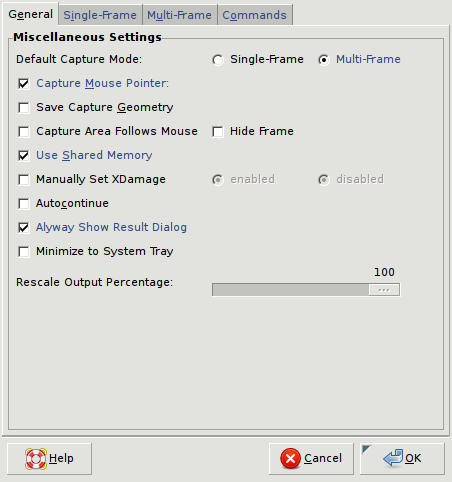 General Single-Frame Multi-Frame Commands
Miscellaneous Settings
Default Capture Mode: Single-Frame Multi-Frame
Capture Mouse Pointer:
Save Capture Geometry
Capture Area Follows Mouse Hide Frame
Use Shared Memory
Manually Set XDamage enabled disabled
Autocontinue
Alyway Show Result Dialog
Minimize to System Tray
100
Rescale Output Percentage:
Help Cancel OK